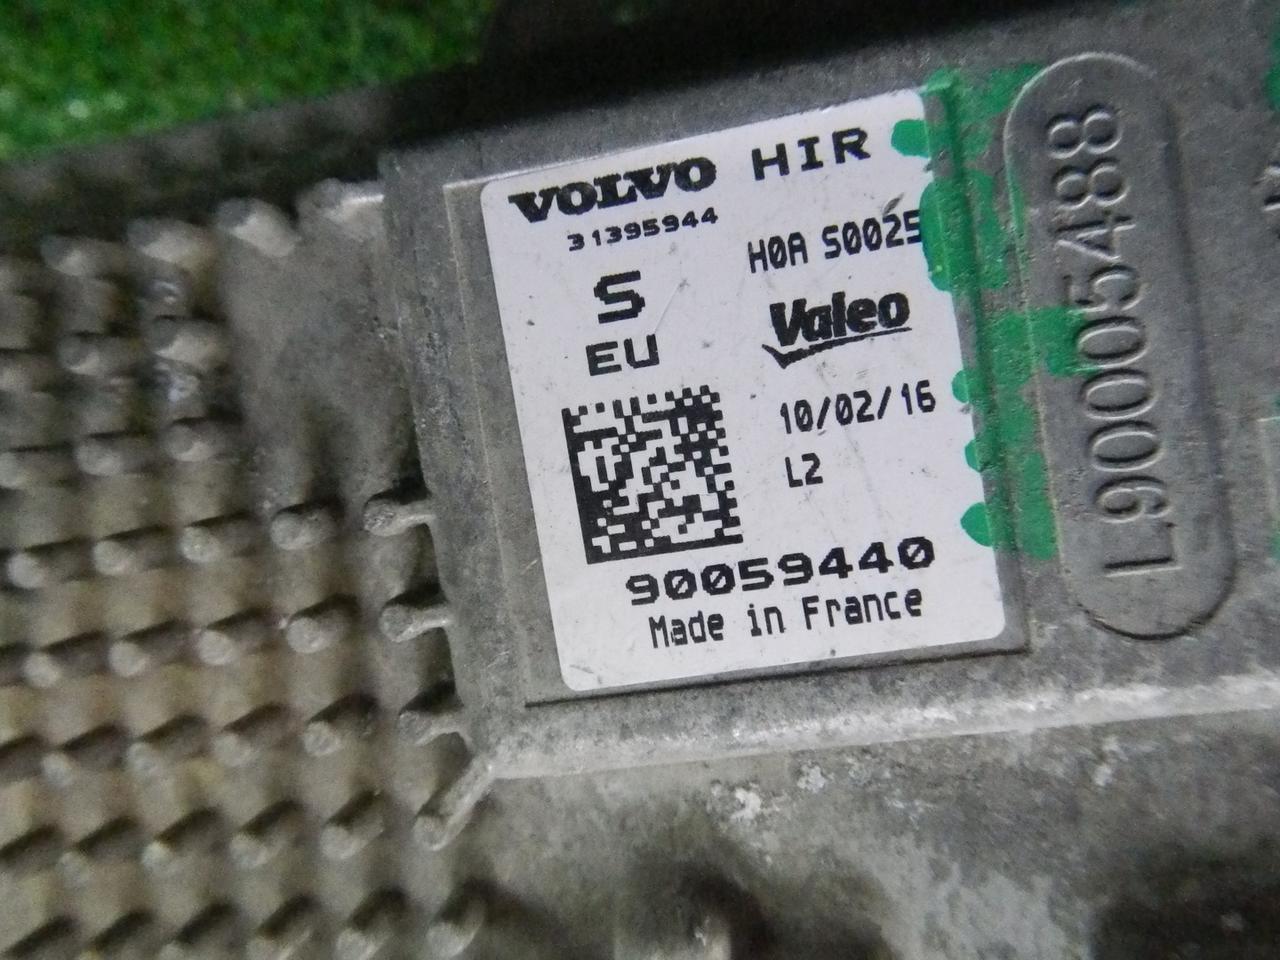 VOLVO HIR
31395944
H0A S0025
S
EU
Valeo
10/02/16
L2
90059440
Made in France
L90005488